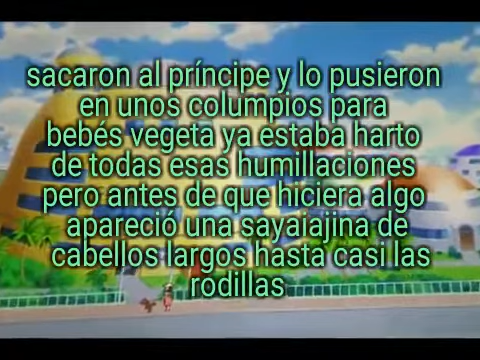 sacaron al príncipe y lo pusieron
en unos columpios para
bebés vegeta ya estaba harto
de todas esas humillaciones
pero antes de que hiciera algo
apareció una sayaiajina de
cabellos largos hasta casi las
rodillas